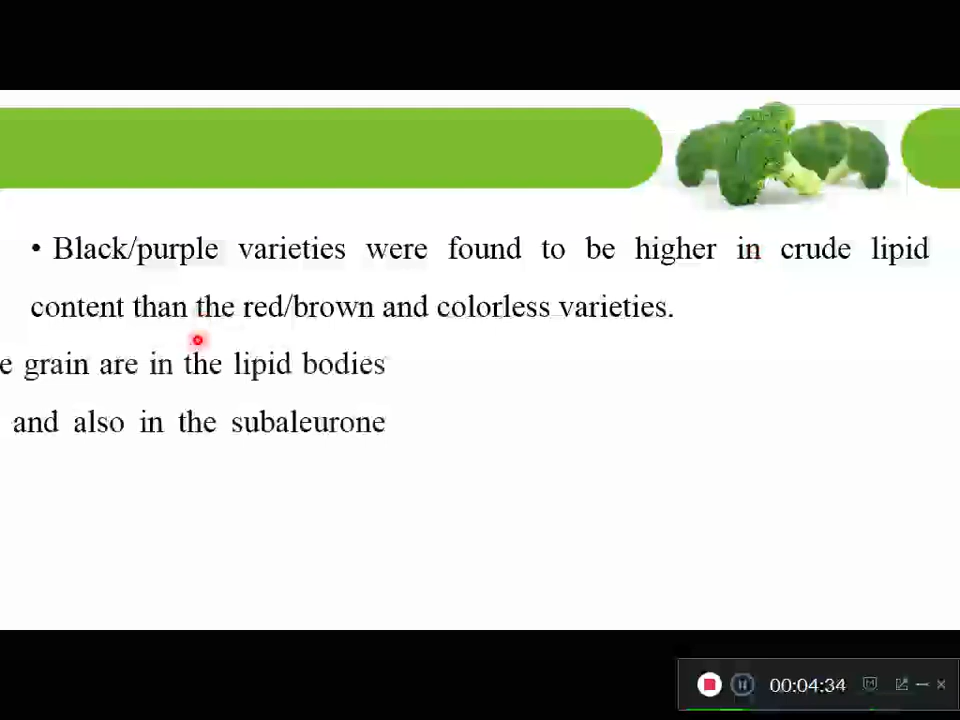 • Black/purple varieties were found to be higher in crude lipid
content than the red/brown and colorless varieties.
e grain are in the lipid bodies
and also in the subaleurone
00:04:34